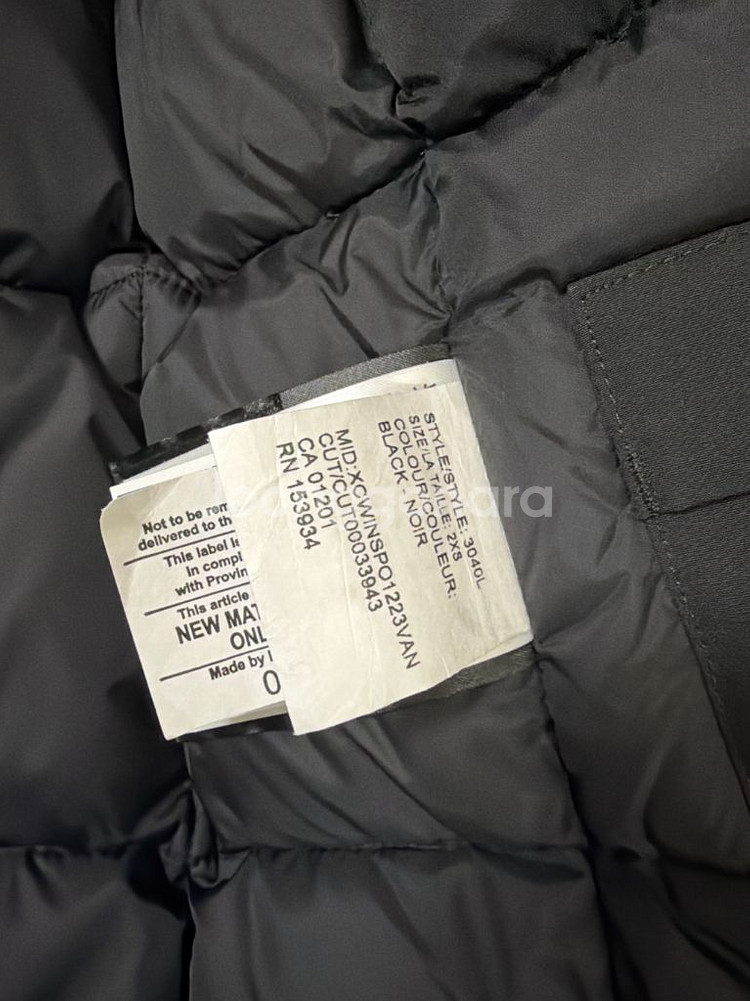 STYLE/STYLE: 3040L
SIZE/LA TAILLE: 2XS
COLOUR/COULEUR:
BLACK / NOIR
MID:XCWINSPO1223VAN
CUT/CUT00033943
CA 01201
RN 153934
Not to be rem
delivered to th
This label i
In compl
with Provin
This article
NEW MAT
ONL
Made by